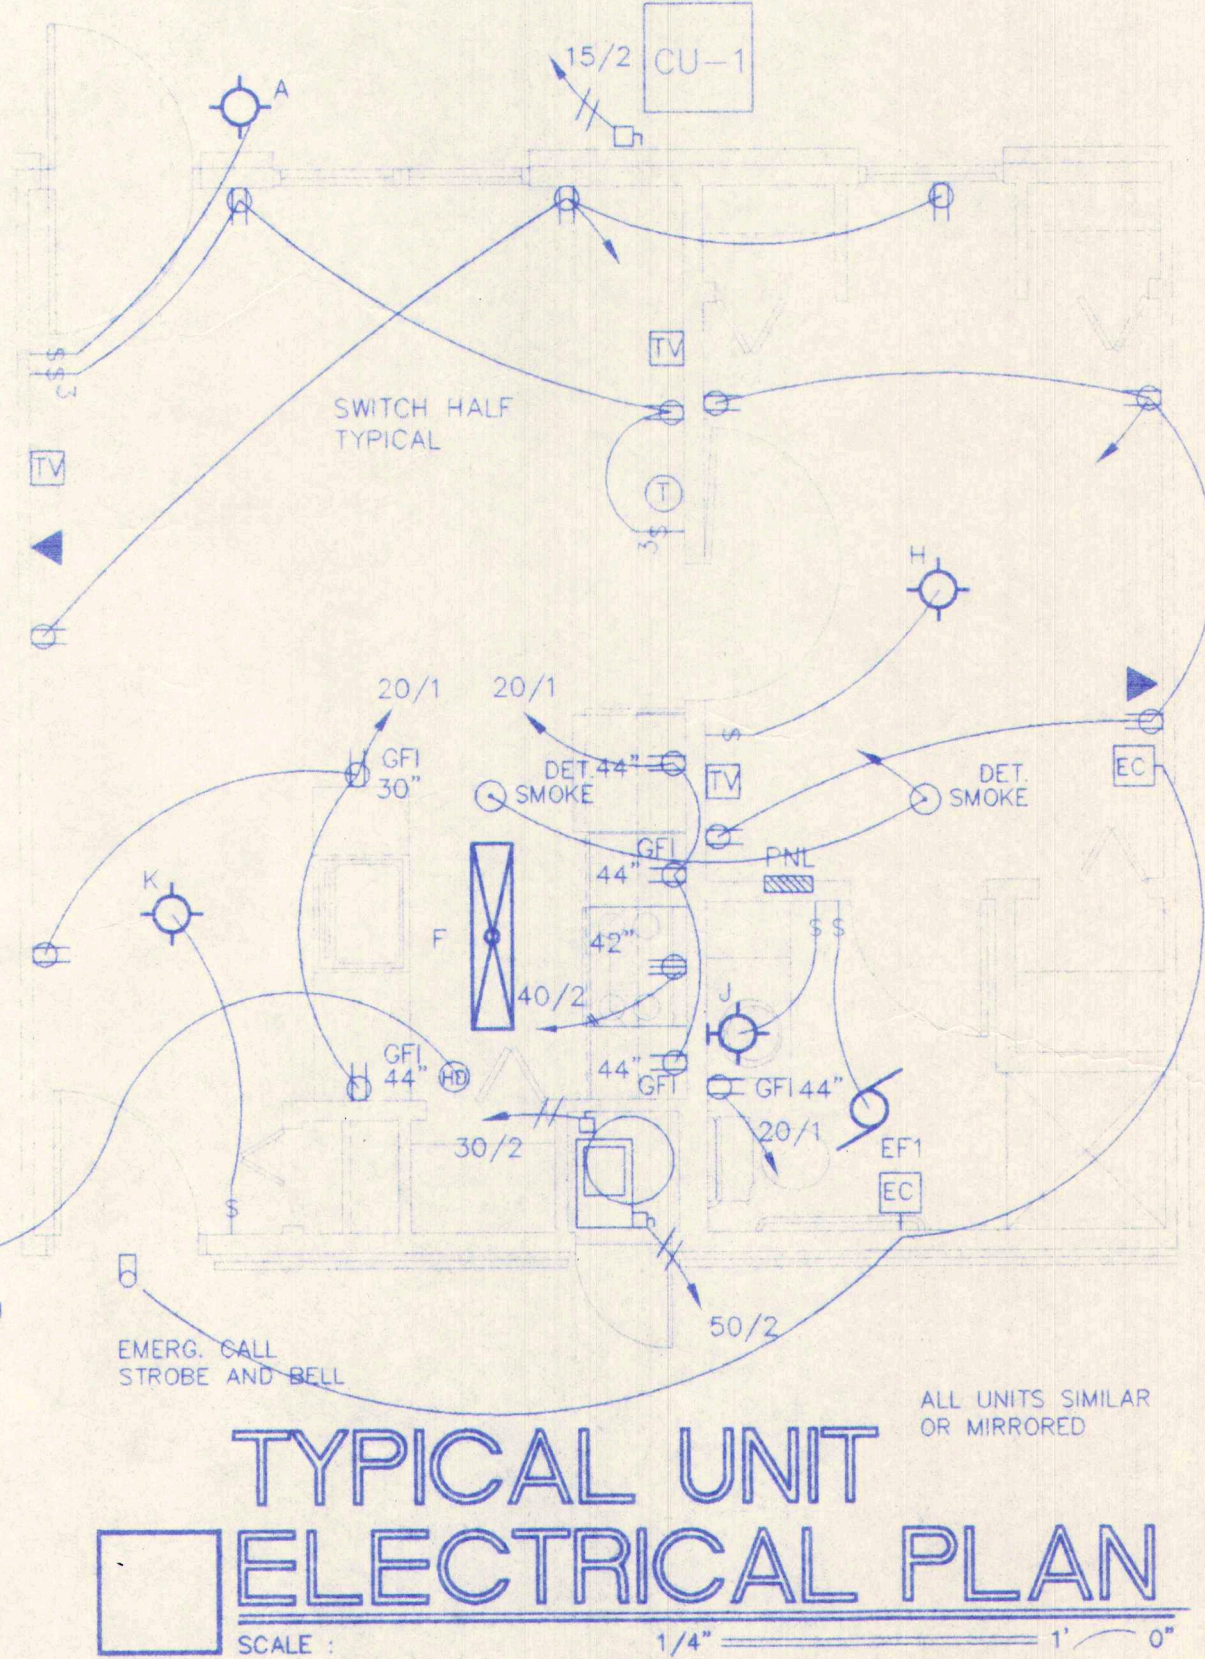 15/2
CU-1
A
S
S
3
SWITCH HALF
TYPICAL
TV
TV
T
3
S
H
20/1
20/1
GFI
30"
DET.
SMOKE
44"
S
TV
DET.
SMOKE
EC
GFI
44"
PNL
K
F
42"
S S
40/2
J
GFI
44"
HD
44"
GFI
GFI 44"
30/2
20/1
EF1
EC
S
50/2
EMERG. CALL
STROBE AND BELL
ALL UNITS SIMILAR
OR MIRRORED
TYPICAL UNIT
ELECTRICAL PLAN
SCALE : 1/4" = 1' 0"